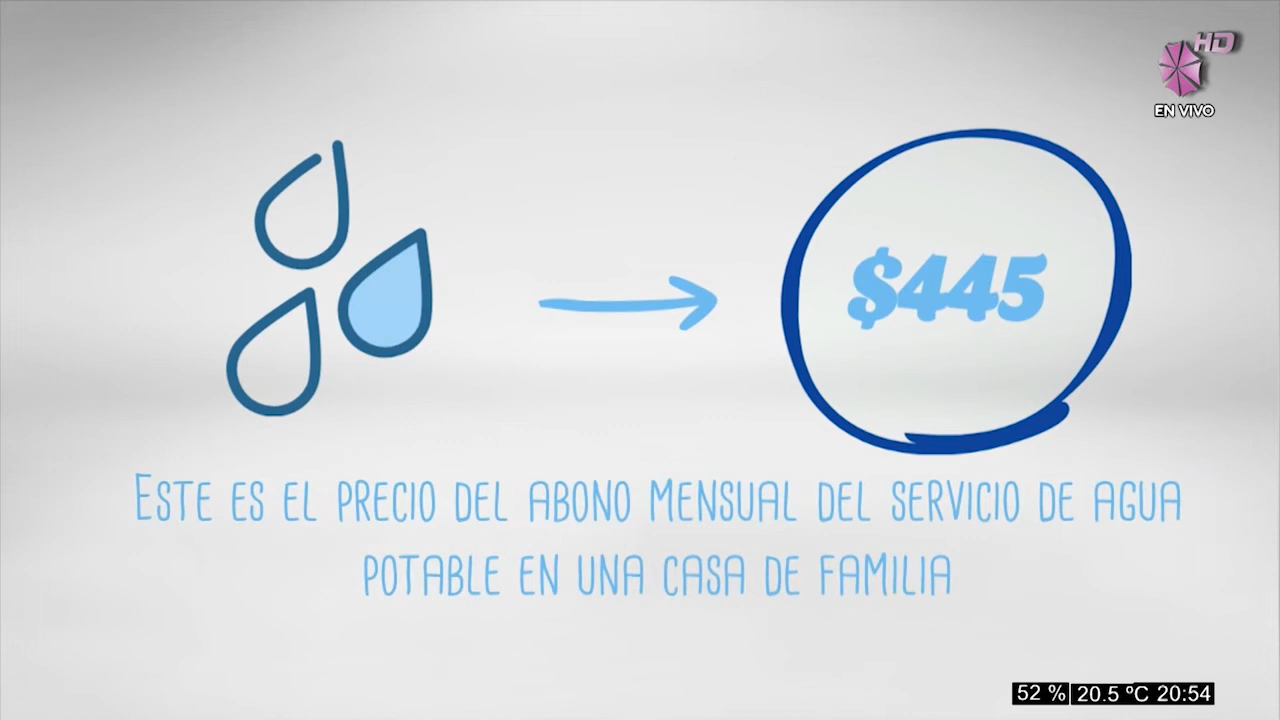 HD
EN VIVO
$445
ESTE ES EL PRECIO DEL ABONO MENSUAL DEL SERVICIO DE AGUA
POTABLE EN UNA CASA DE FAMILIA
52 % 20.5 ºC 20:54